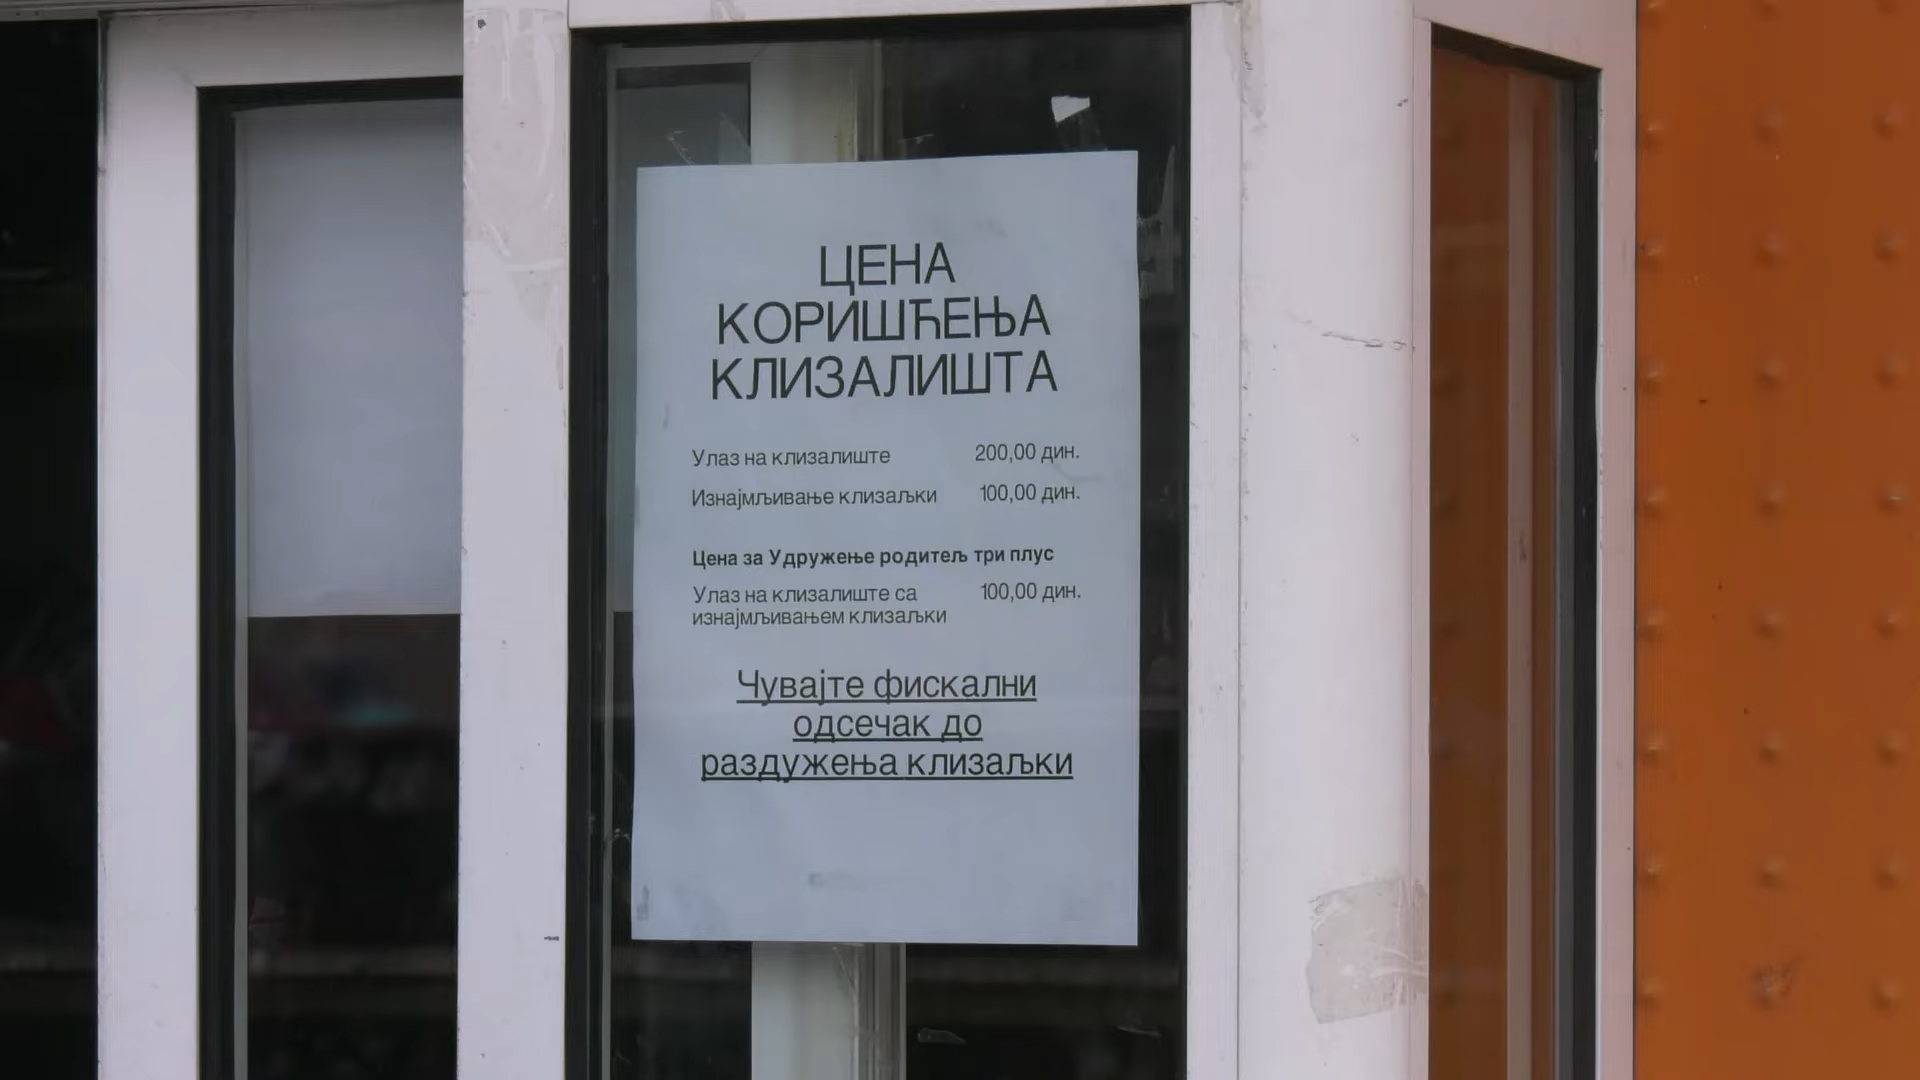 ЦЕНА
КОРИШЋЕЊА
КЛИЗАЛИШТА
Улаз на клизалиште 200,00 дин.
Изнајмљивање клизаљки 100,00 дин.
Цена за Удружење родитељ три плус
Улаз на клизалиште са 100,00 дин.
изнајмљивањем клизаљки
Чувајте фискални
одсечак до
раздужења клизаљки